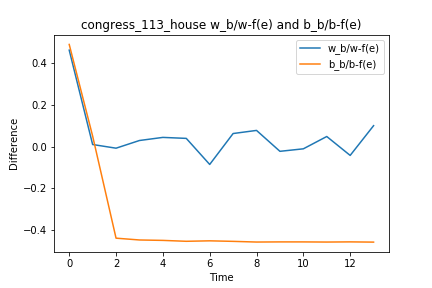 congress_113_house w_b/w-f(e) and b_b/b-f(e)
w_b/w-f(e)
b_b/b-f(e)
Difference
0.4
0.2
0.0
−0.2
−0.4
0 2 4 6 8 10 12
Time